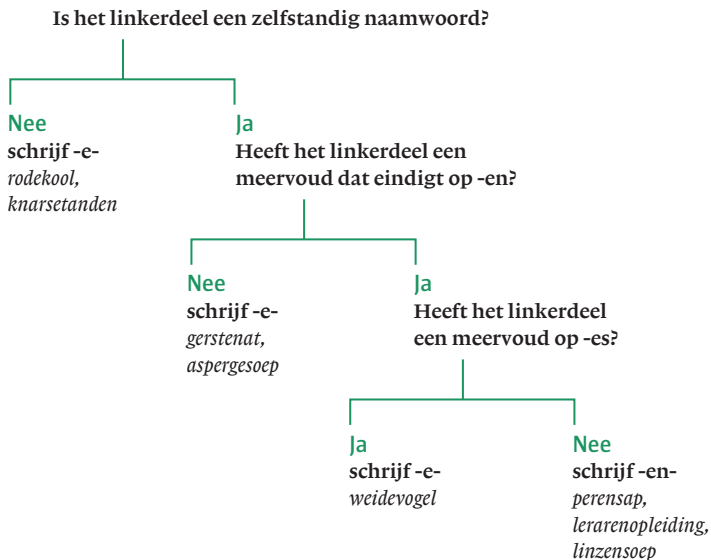 Is het linkerdeel een zelfstandig naamwoord?
Nee
schrijf -e-
rodekool,
knarsetanden
Ja
Heeft het linkerdeel een
meervoud dat eindigt op -en?
Nee
schrijf -e-
gerstenat,
aspergesoep
Ja
Heeft het linkerdeel
een meervoud op -es?
Ja
schrijf -e-
weidevogel
Nee
schrijf -en-
perensap,
lerarenopleiding,
linzensoep